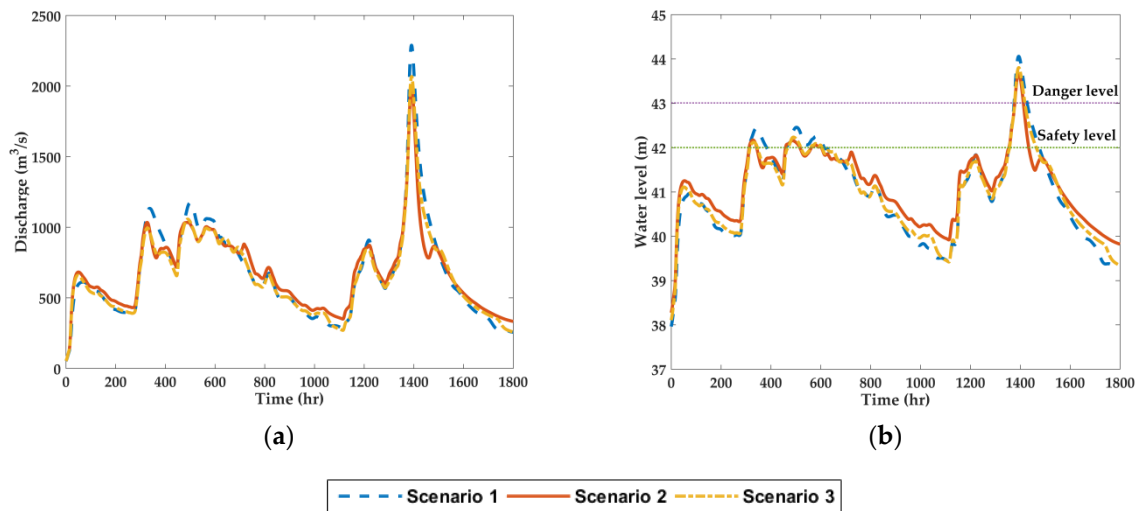 2500
2000
1500
1000
500
0
Discharge (m³/s)
0 200 400 600 800 1000 1200 1400 1600 1800
Time (hr)
(a)
45
44
43
42
41
40
39
38
37
Water level (m)
Danger level
Safety level
0 200 400 600 800 1000 1200 1400 1600 1800
Time (hr)
(b)
Scenario 1 Scenario 2 Scenario 3